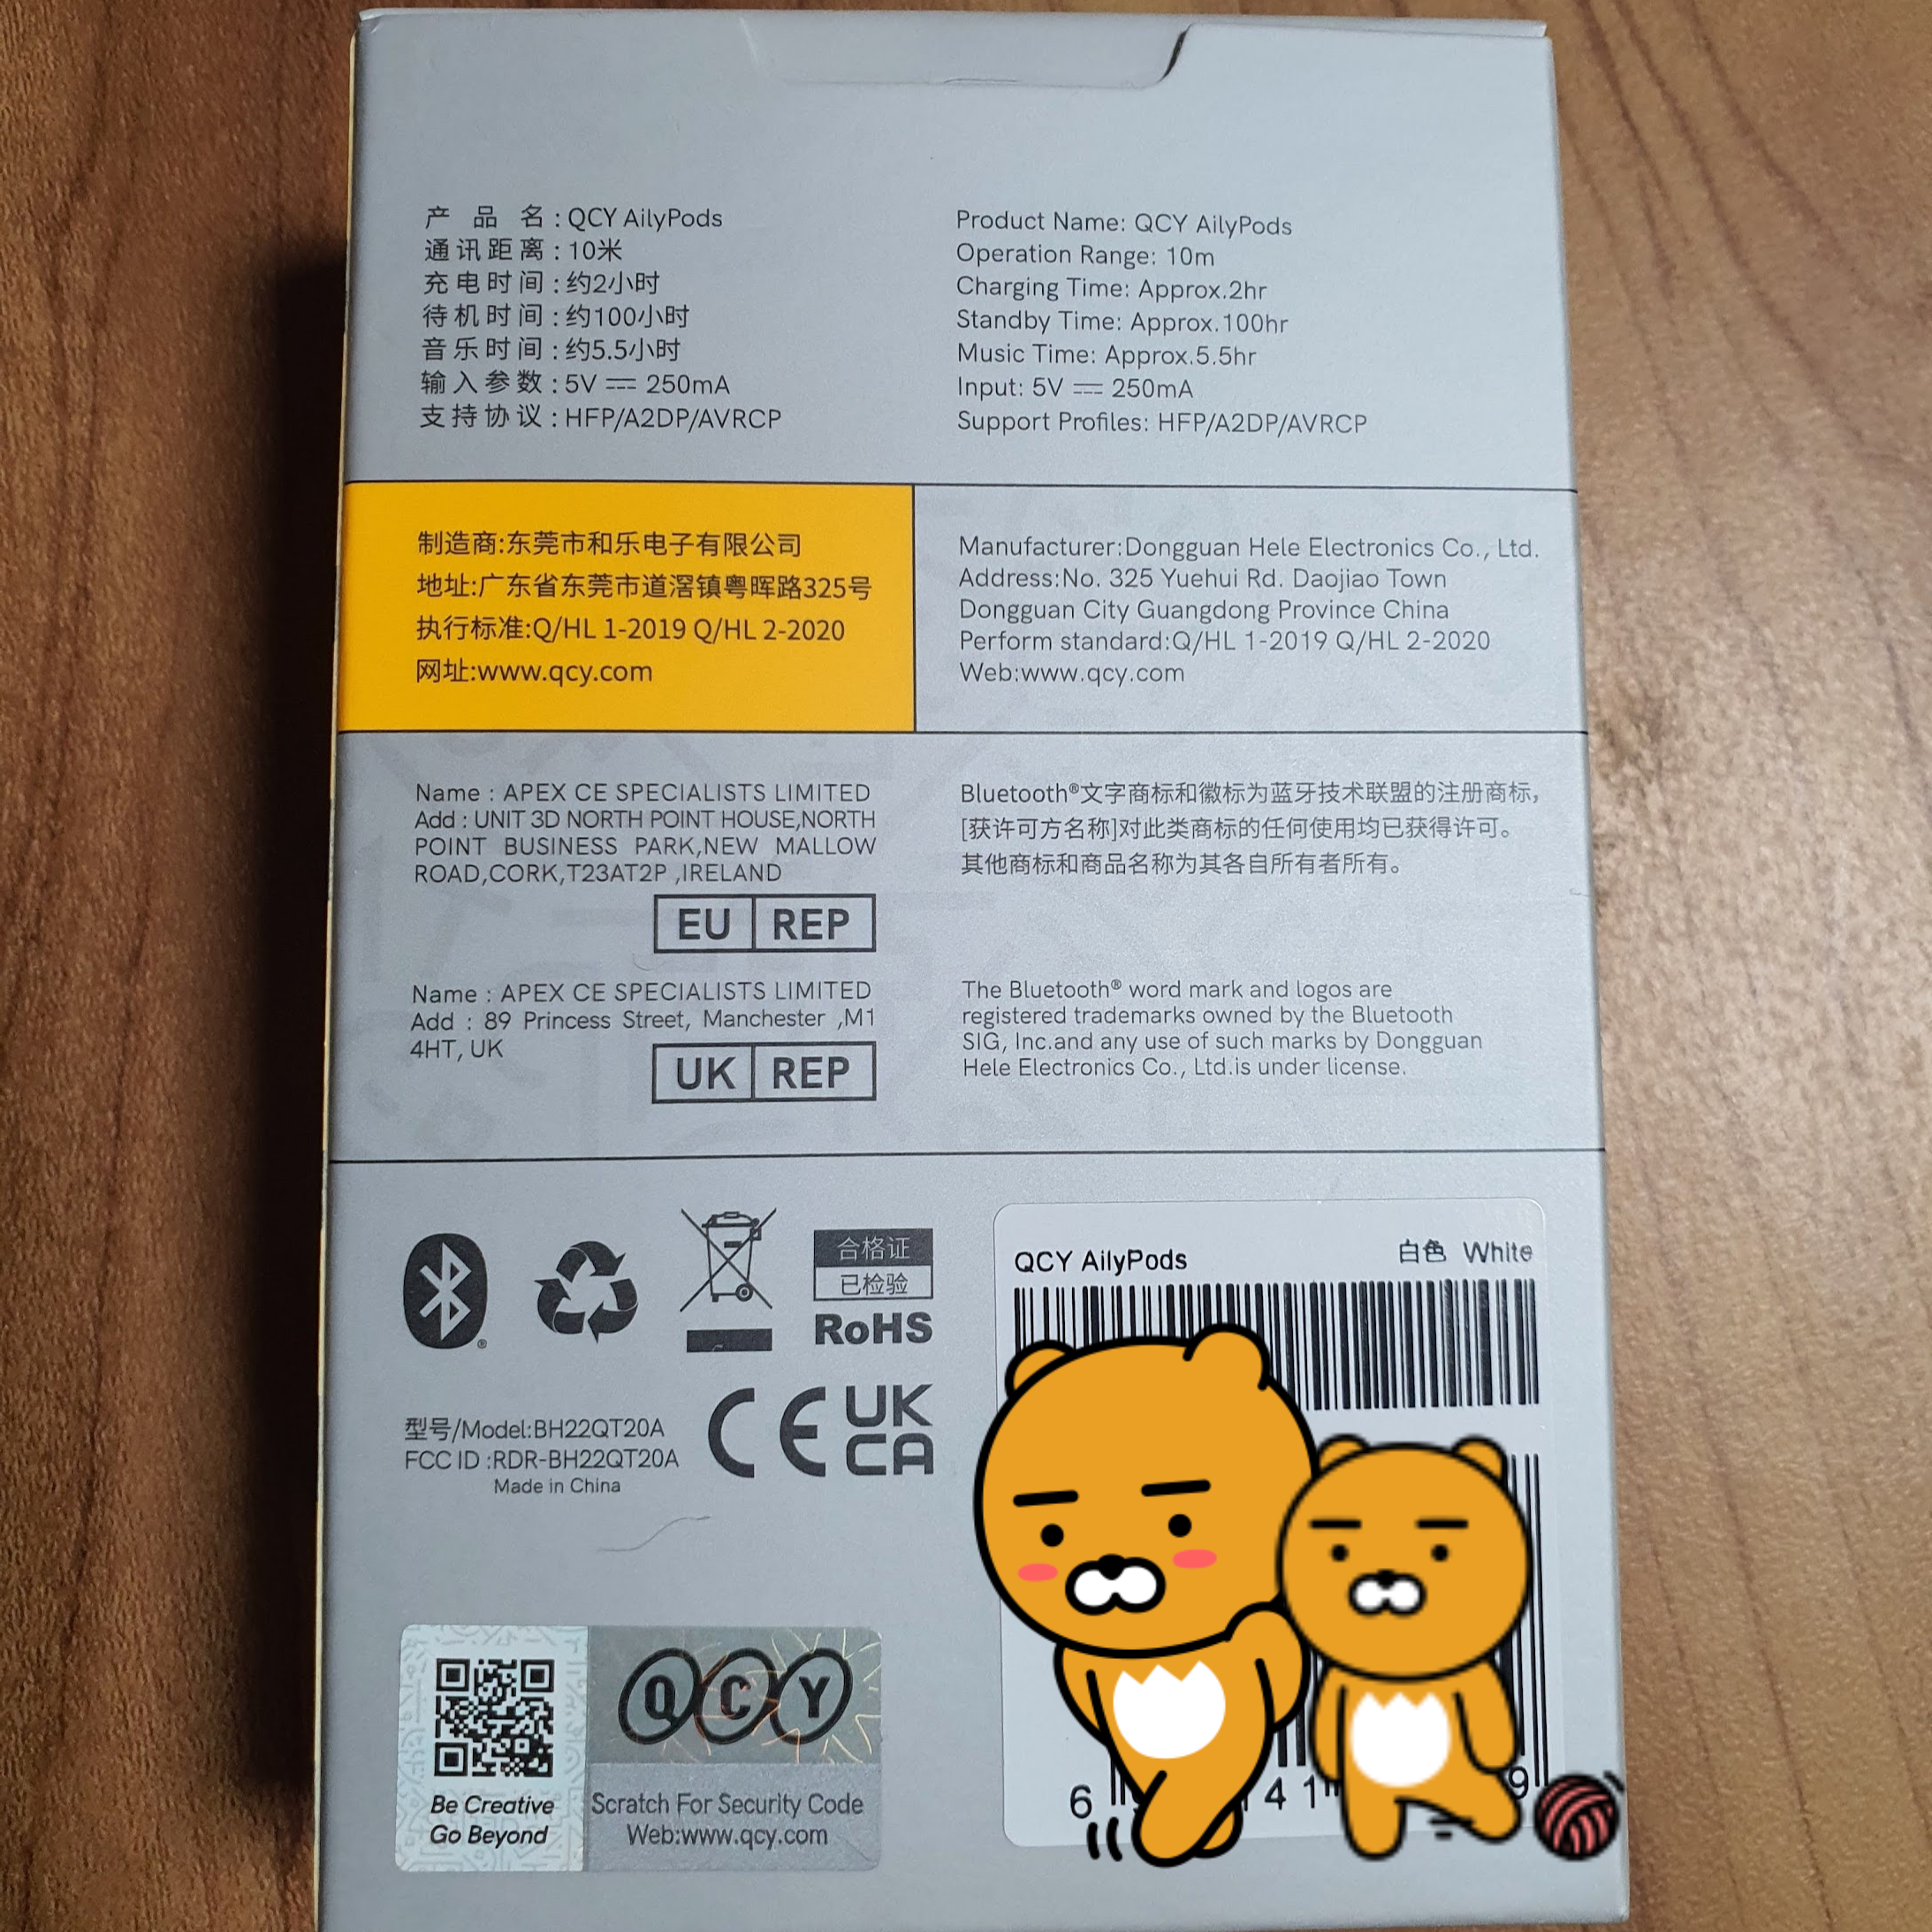 产品名:QCY AilyPods
通讯距离:10米
充电时间:约2小时
待机时间:约100小时
音乐时间:约5.5小时
输入参数:5V ⎓ 250mA
支持协议:HFP/A2DP/AVRCP
Product Name: QCY AilyPods
Operation Range: 10m
Charging Time: Approx.2hr
Standby Time: Approx.100hr
Music Time: Approx.5.5hr
Input: 5V ⎓ 250mA
Support Profiles: HFP/A2DP/AVRCP
制造商:东莞市和乐电子有限公司
地址:广东省东莞市道滘镇粤晖路325号
执行标准:Q/HL 1-2019 Q/HL 2-2020
网址:www.qcy.com
Manufacturer:Dongguan Hele Electronics Co., Ltd.
Address:No. 325 Yuehui Rd. Daojiao Town
Dongguan City Guangdong Province China
Perform standard:Q/HL 1-2019 Q/HL 2-2020
Web:www.qcy.com
Name : APEX CE SPECIALISTS LIMITED
Add : UNIT 3D NORTH POINT HOUSE,NORTH
POINT BUSINESS PARK,NEW MALLOW
ROAD,CORK,T23AT2P ,IRELAND
EU REP
Name : APEX CE SPECIALISTS LIMITED
Add : 89 Princess Street, Manchester ,M1
4HT, UK
UK REP
Bluetooth®文字商标和徽标为蓝牙技术联盟的注册商标，
[获许可方名称]对此类商标的任何使用均已获得许可。
其他商标和商品名称为其各自所有者所有。
The Bluetooth® word mark and logos are
registered trademarks owned by the Bluetooth
SIG, Inc.and any use of such marks by Dongguan
Hele Electronics Co., Ltd.is under license.
合格证
已检验
RoHS
CE UK
CA
型号/Model:BH22QT20A
FCC ID :RDR-BH22QT20A
Made in China
QCY AilyPods 白色 White
6 41 9
QCY
Be Creative
Go Beyond
Scratch For Security Code
Web:www.qcy.com